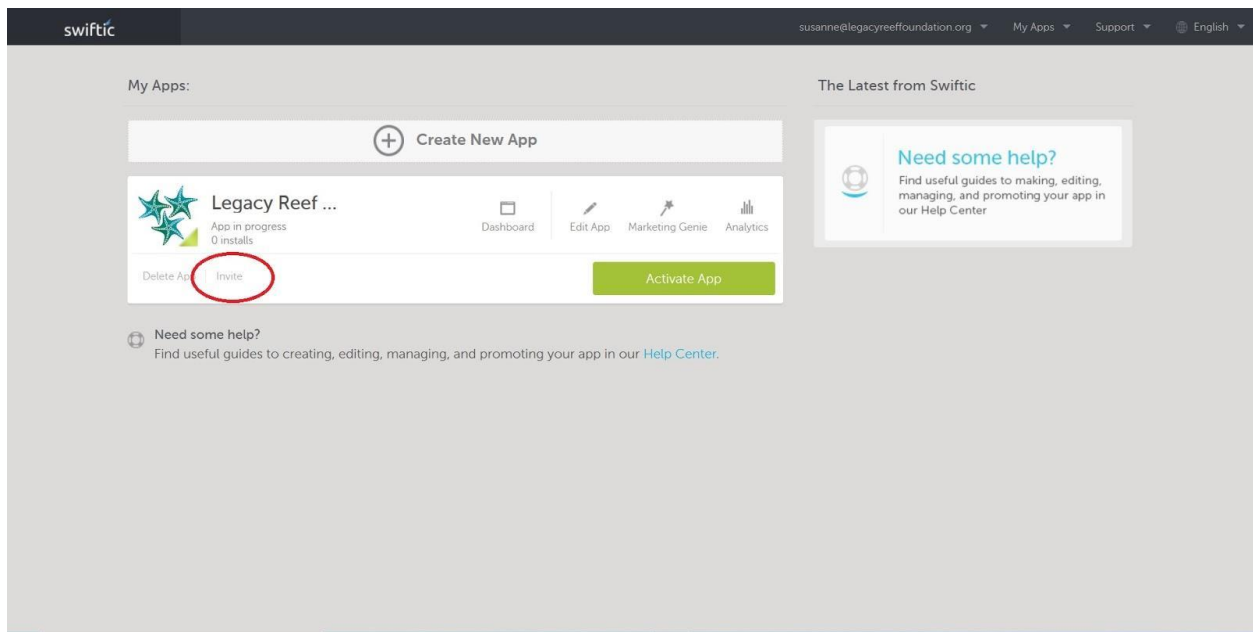 swiftic
susanne@legacyreeffoundation.org My Apps Support English
My Apps:
Create New App
Legacy Reef ...
App in progress
0 installs
Dashboard Edit App Marketing Genie Analytics
Delete Ap Invite
Activate App
Need some help?
Find useful guides to creating, editing, managing, and promoting your app in our Help Center.
The Latest from Swiftic
Need some help?
Find useful guides to making, editing,
managing, and promoting your app in
our Help Center